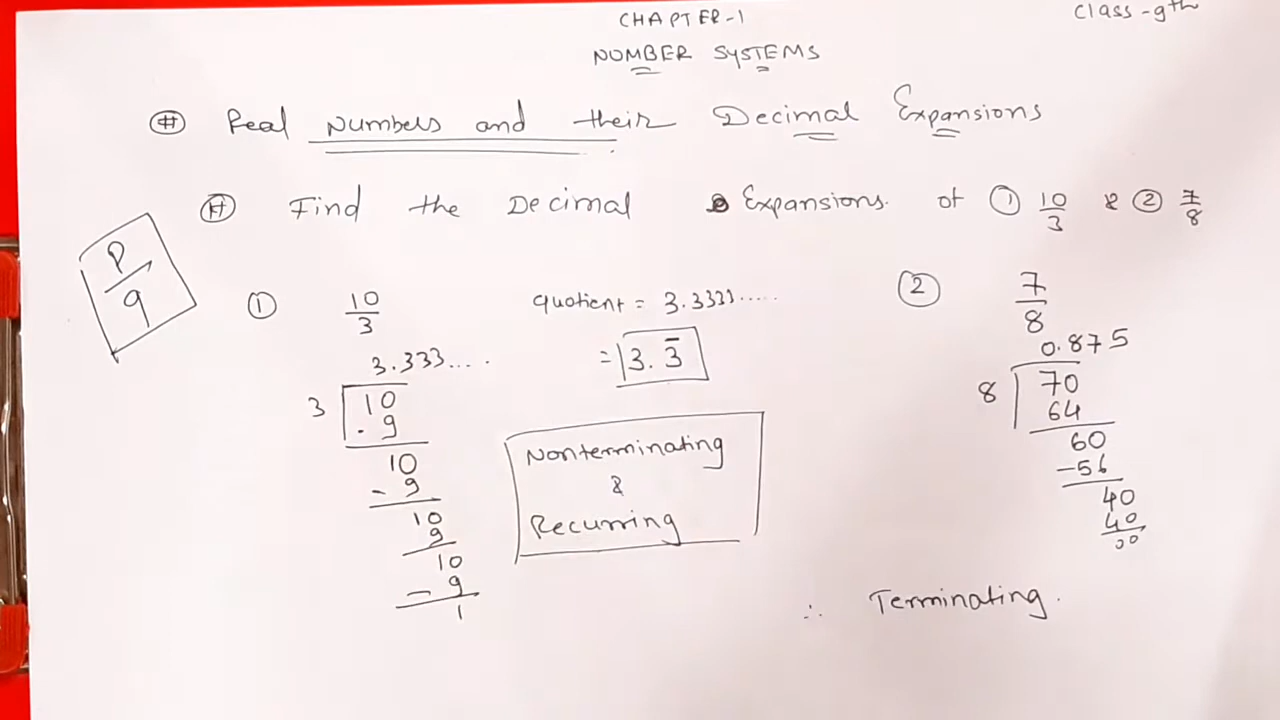 CHAPTER-1
Class-9th
NUMBER SYSTEMS
# Real Numbers and their Decimal Expansions
# Find the Decimal Expansions of ① 10/3 & ② 7/8
P/q
① 10/3
quotient = 3.3333.....
= 3.3̅
3.333....
3 10
. 9
10
- 9
10
9
10
- 9
1
Nonterminating
&
Recurring
② 7/8
0.875
8 70
64
60
-56
40
40
00
∴ Terminating.